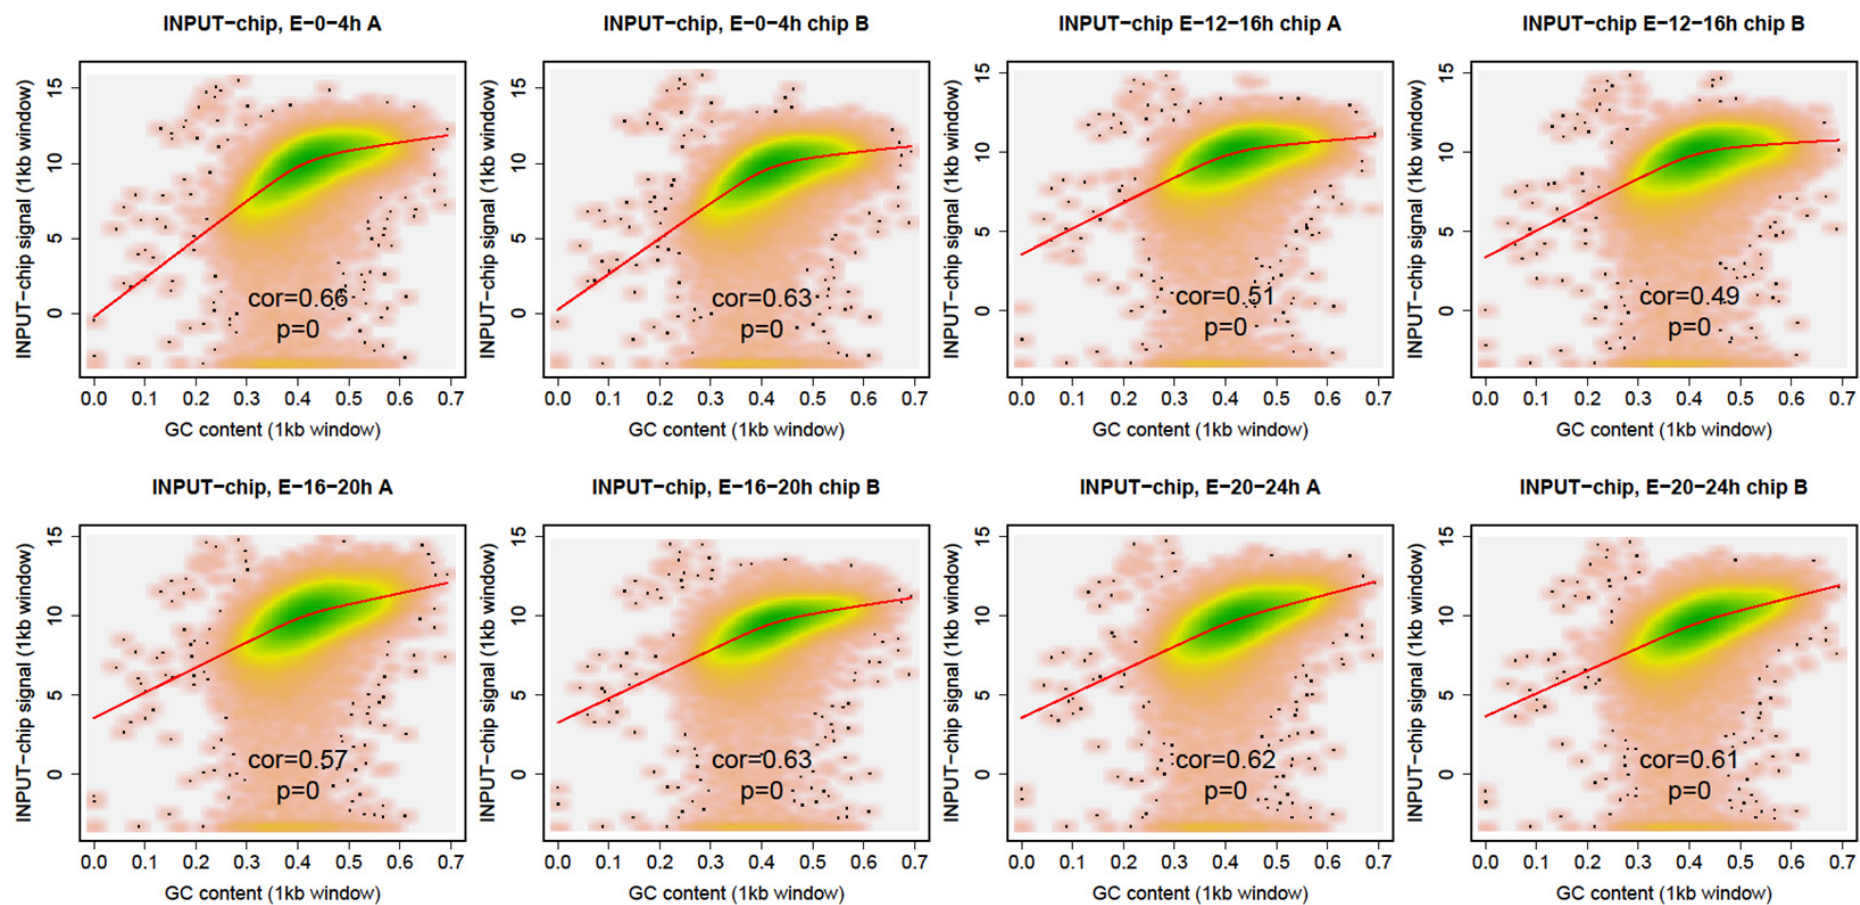 INPUT−chip, E−0−4h A
INPUT−chip signal (1kb window)
15
10
5
0
cor=0.66
p=0
0.0 0.1 0.2 0.3 0.4 0.5 0.6 0.7
GC content (1kb window)
INPUT−chip, E−0−4h chip B
INPUT−chip signal (1kb window)
15
10
5
0
cor=0.63
p=0
0.0 0.1 0.2 0.3 0.4 0.5 0.6 0.7
GC content (1kb window)
INPUT−chip E−12−16h chip A
INPUT−chip signal (1kb window)
15
10
5
0
cor=0.51
p=0
0.0 0.1 0.2 0.3 0.4 0.5 0.6 0.7
GC content (1kb window)
INPUT−chip E−12−16h chip B
INPUT−chip signal (1kb window)
15
10
5
0
cor=0.49
p=0
0.0 0.1 0.2 0.3 0.4 0.5 0.6 0.7
GC content (1kb window)
INPUT−chip, E−16−20h A
INPUT−chip signal (1kb window)
15
10
5
0
cor=0.57
p=0
0.0 0.1 0.2 0.3 0.4 0.5 0.6 0.7
GC content (1kb window)
INPUT−chip, E−16−20h chip B
INPUT−chip signal (1kb window)
15
10
5
0
cor=0.63
p=0
0.0 0.1 0.2 0.3 0.4 0.5 0.6 0.7
GC content (1kb window)
INPUT−chip, E−20−24h A
INPUT−chip signal (1kb window)
15
10
5
0
cor=0.62
p=0
0.0 0.1 0.2 0.3 0.4 0.5 0.6 0.7
GC content (1kb window)
INPUT−chip, E−20−24h chip B
INPUT−chip signal (1kb window)
15
10
5
0
cor=0.61
p=0
0.0 0.1 0.2 0.3 0.4 0.5 0.6 0.7
GC content (1kb window)